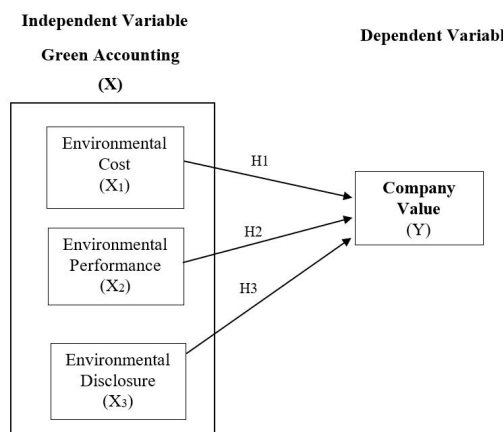 Independent Variable
Green Accounting
(X)
Dependent Variabl
Environmental
Cost
(X₁)
H1
Environmental
Performance
(X₂)
H2
Company
Value
(Y)
H3
Environmental
Disclosure
(X₃)